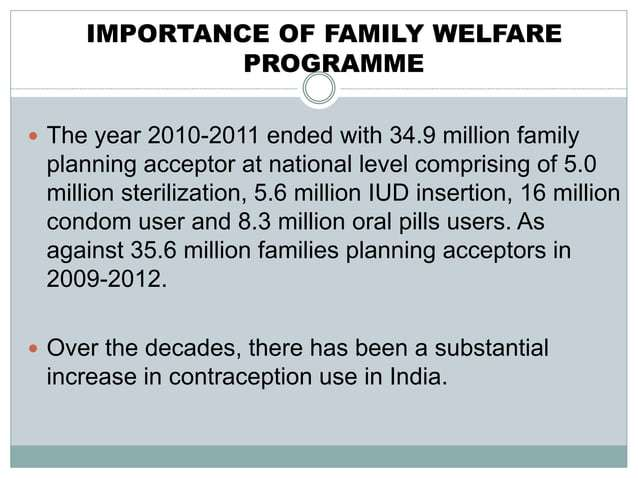 IMPORTANCE OF FAMILY WELFARE
PROGRAMME
The year 2010-2011 ended with 34.9 million family
planning acceptor at national level comprising of 5.0
million sterilization, 5.6 million IUD insertion, 16 million
condom user and 8.3 million oral pills users. As
against 35.6 million families planning acceptors in
2009-2012.
Over the decades, there has been a substantial
increase in contraception use in India.